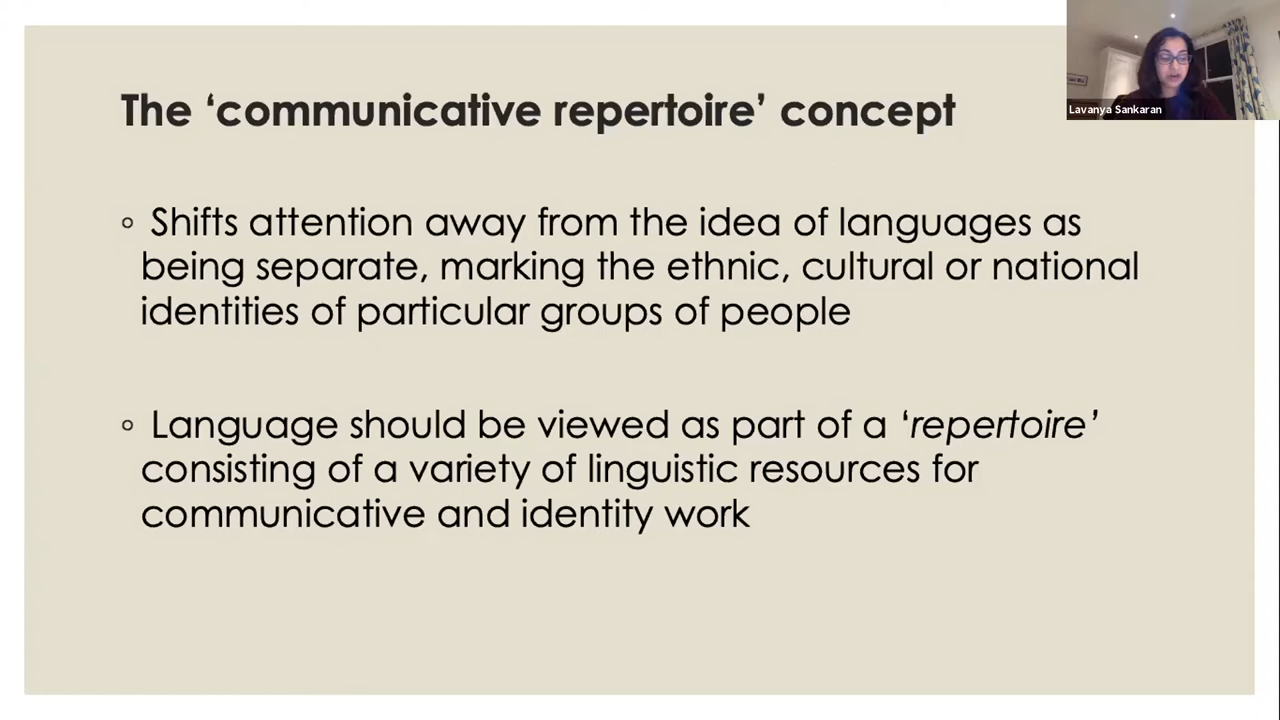 The ‘communicative repertoire’ concept
Lavanya Sankaran
◦ Shifts attention away from the idea of languages as
being separate, marking the ethnic, cultural or national
identities of particular groups of people
◦ Language should be viewed as part of a ‘repertoire’
consisting of a variety of linguistic resources for
communicative and identity work